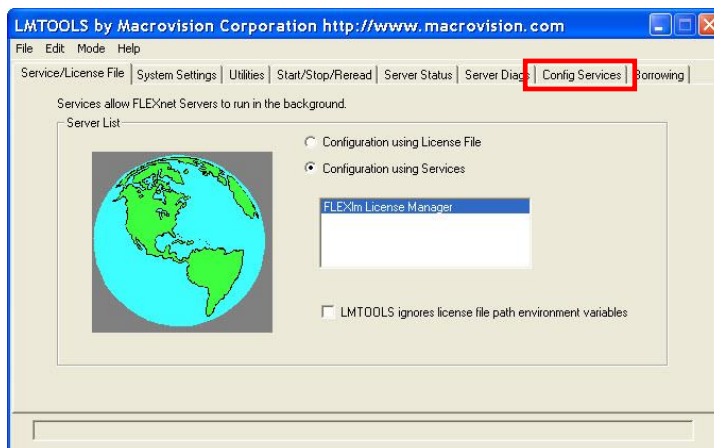 LMTOOLS by Macrovision Corporation http://www.macrovision.com
File Edit Mode Help
Service/License File System Settings Utilities Start/Stop/Reread Server Status Server Diags Config Services Borrowing
Services allow FLEXnet Servers to run in the background.
Server List
Configuration using License File
Configuration using Services
FLEXlm License Manager
LMTOOLS ignores license file path environment variables